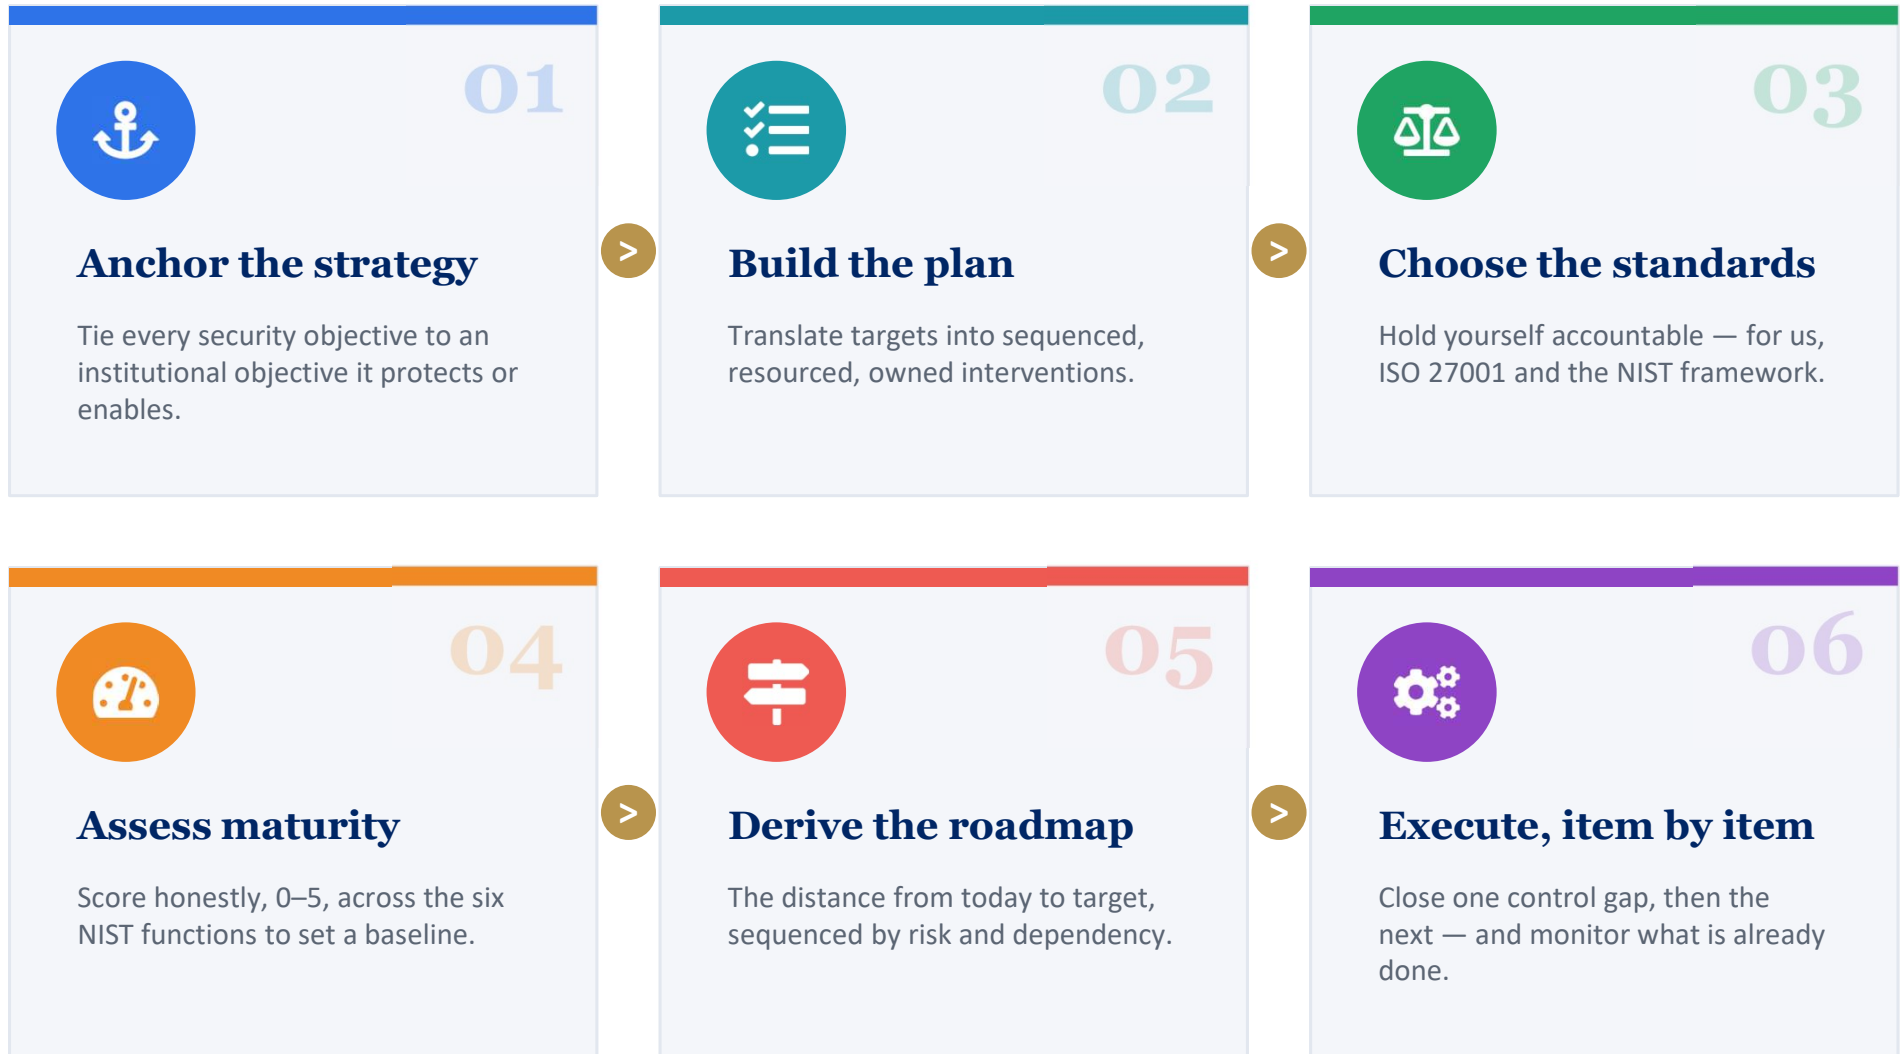 01
Anchor the strategy
Tie every security objective to an
institutional objective it protects or
enables.
>
02
Build the plan
Translate targets into sequenced,
resourced, owned interventions.
>
03
Choose the standards
Hold yourself accountable — for us,
ISO 27001 and the NIST framework.
04
Assess maturity
Score honestly, 0–5, across the six
NIST functions to set a baseline.
>
05
Derive the roadmap
The distance from today to target,
sequenced by risk and dependency.
>
06
Execute, item by item
Close one control gap, then the
next — and monitor what is already
done.